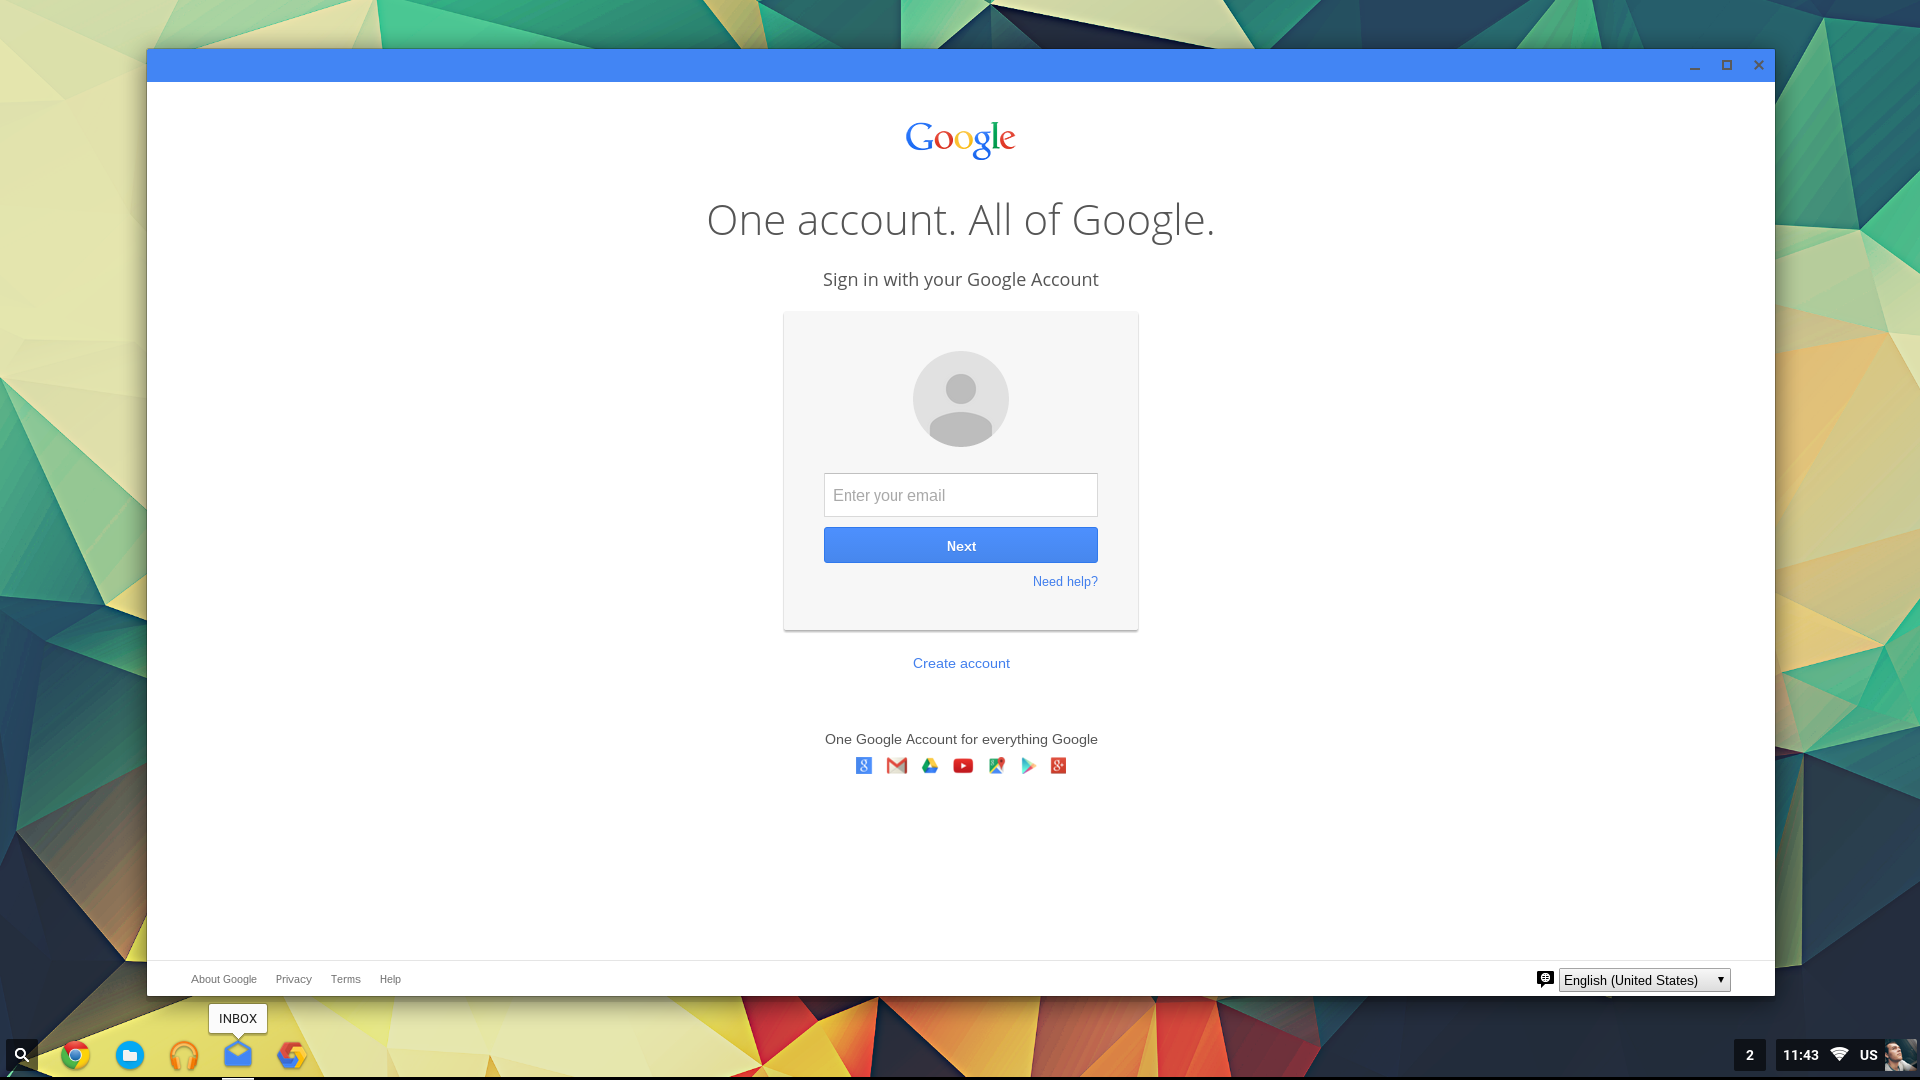 Google
One account. All of Google.
Sign in with your Google Account
Enter your email
Next
Need help?
Create account
One Google Account for everything Google
About Google Privacy Terms Help
English (United States)
INBOX
2 11:43 US